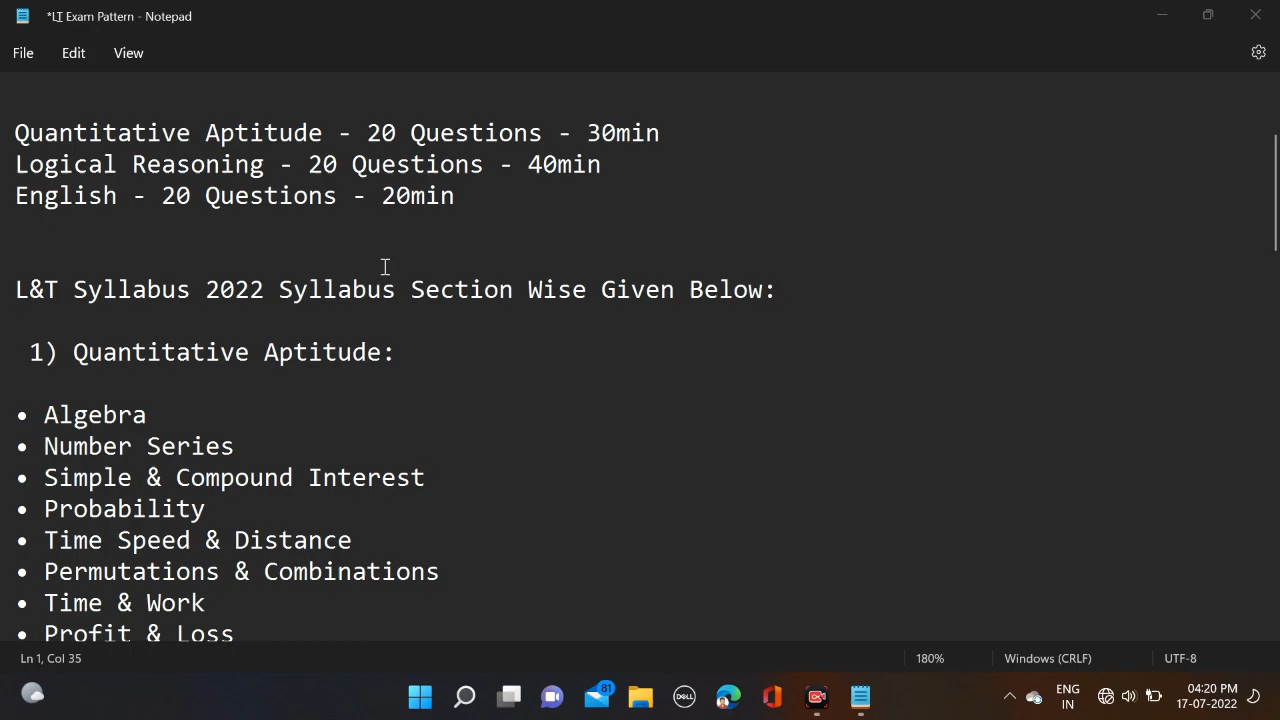 *LT Exam Pattern - Notepad
File Edit View
Quantitative Aptitude - 20 Questions - 30min
Logical Reasoning - 20 Questions - 40min
English - 20 Questions - 20min
L&T Syllabus 2022 Syllabus Section Wise Given Below:
1) Quantitative Aptitude:
• Algebra
• Number Series
• Simple & Compound Interest
• Probability
• Time Speed & Distance
• Permutations & Combinations
• Time & Work
• Profit & Loss
Ln 1, Col 35 180% Windows (CRLF) UTF-8
81
DELL
ENG
IN
04:20 PM
17-07-2022